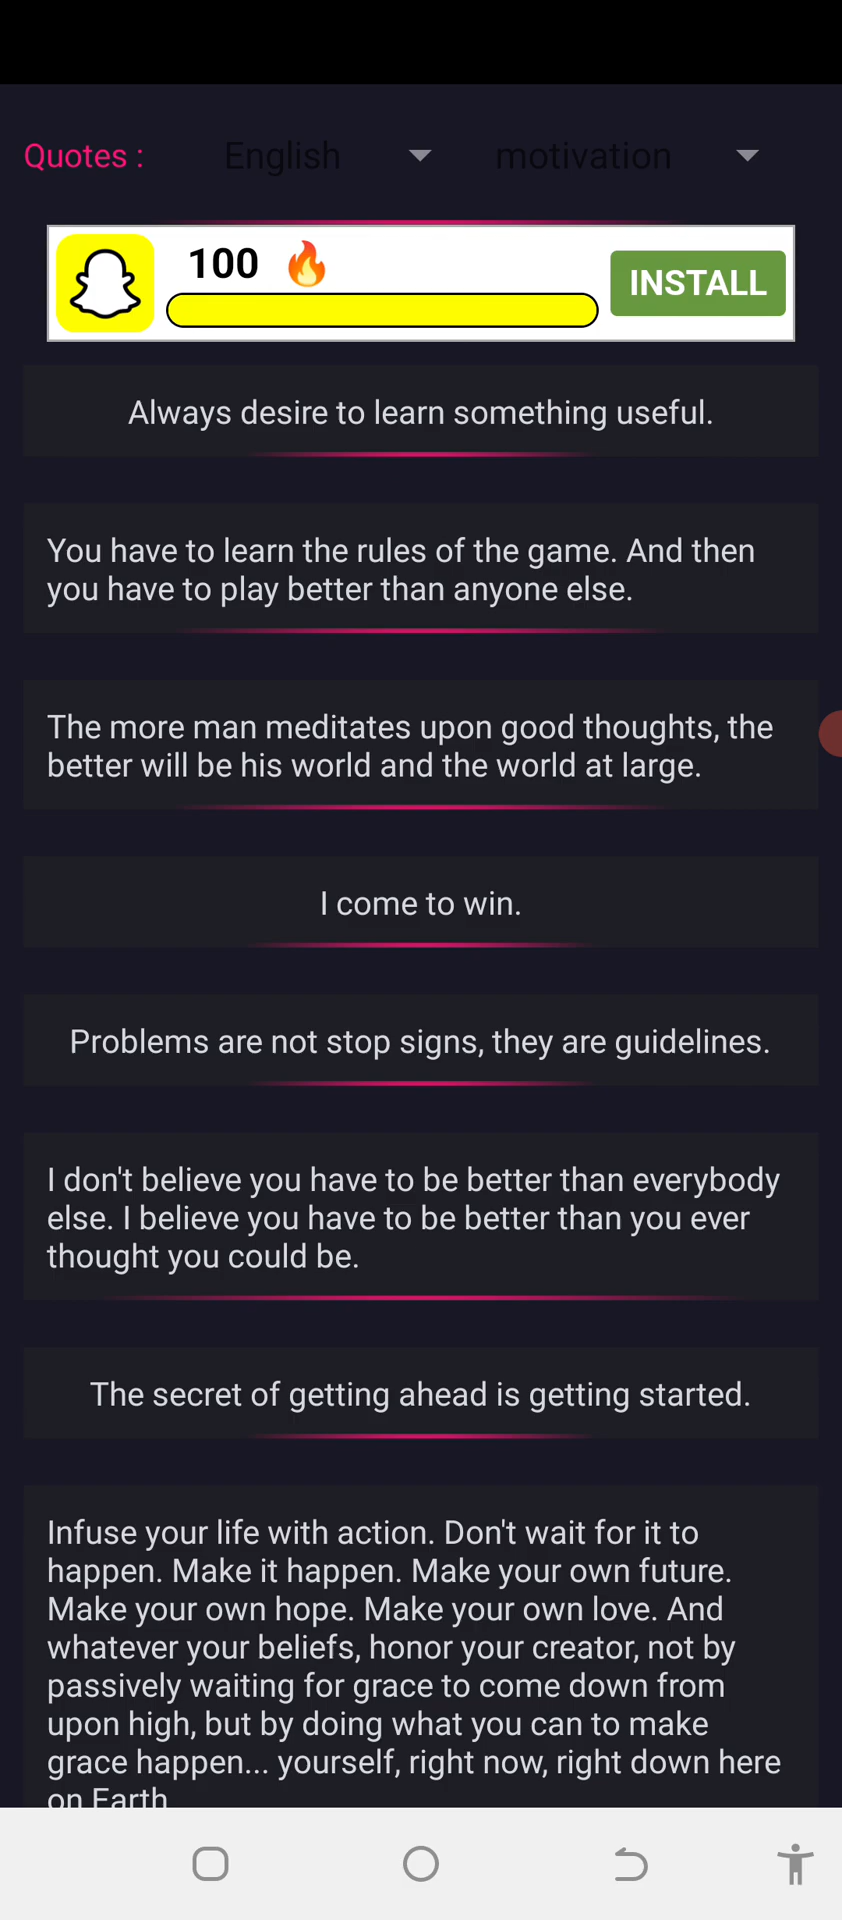 Quotes : English motivation
100 🔥
INSTALL
Always desire to learn something useful.
You have to learn the rules of the game. And then
you have to play better than anyone else.
The more man meditates upon good thoughts, the
better will be his world and the world at large.
I come to win.
Problems are not stop signs, they are guidelines.
I don't believe you have to be better than everybody
else. I believe you have to be better than you ever
thought you could be.
The secret of getting ahead is getting started.
Infuse your life with action. Don't wait for it to
happen. Make it happen. Make your own future.
Make your own hope. Make your own love. And
whatever your beliefs, honor your creator, not by
passively waiting for grace to come down from
upon high, but by doing what you can to make
grace happen... yourself, right now, right down here
on Earth